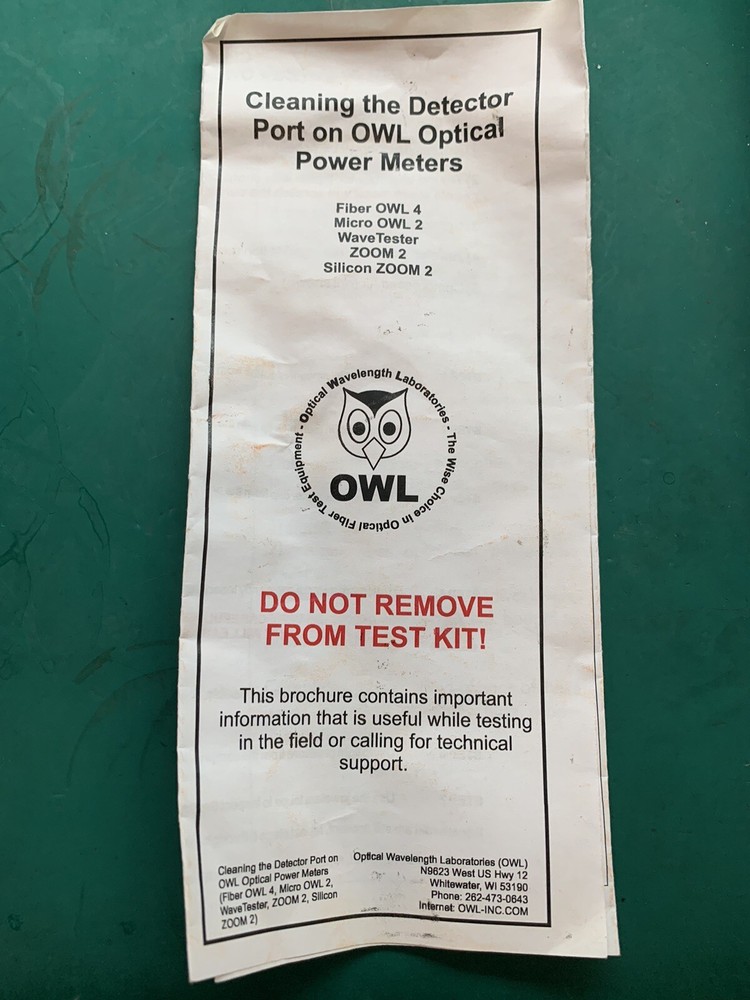 Cleaning the Detector
Port on OWL Optical
Power Meters
Fiber OWL 4
Micro OWL 2
WaveTester
ZOOM 2
Silicon ZOOM 2
Optical Wavelength Laboratories - The Wise Choice in Optical Fiber Test Equipment -
OWL
DO NOT REMOVE
FROM TEST KIT!
This brochure contains important
information that is useful while testing
in the field or calling for technical
support.
Cleaning the Detector Port on
OWL Optical Power Meters
(Fiber OWL 4, Micro OWL 2,
WaveTester, ZOOM 2, Silicon
ZOOM 2)
Optical Wavelength Laboratories (OWL)
N9623 West US Hwy 12
Whitewater, WI 53190
Phone: 262-473-0643
Internet: OWL-INC.COM